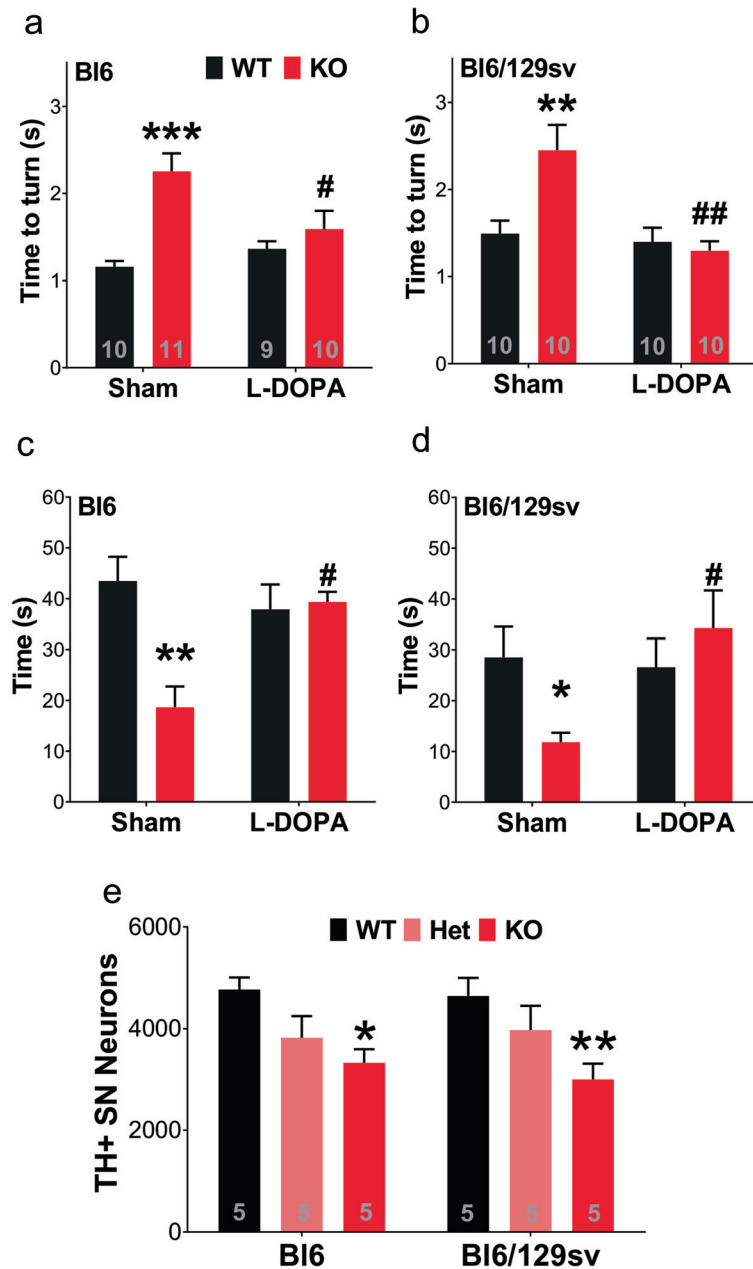 a
Bl6
WT KO
Time to turn (s)
3
2
1
0
***
#
10 11 9 10
Sham L-DOPA
b
Bl6/129sv
Time to turn (s)
3
2
1
0
**
##
10 10 10 10
Sham L-DOPA
c
Bl6
Time (s)
60
50
40
30
20
10
0
**
#
Sham L-DOPA
d
Bl6/129sv
Time (s)
60
50
40
30
20
10
0
*
#
Sham L-DOPA
e
WT Het KO
TH+ SN Neurons
6000
4000
2000
0
*
**
5 5 5 5 5 5
Bl6 Bl6/129sv